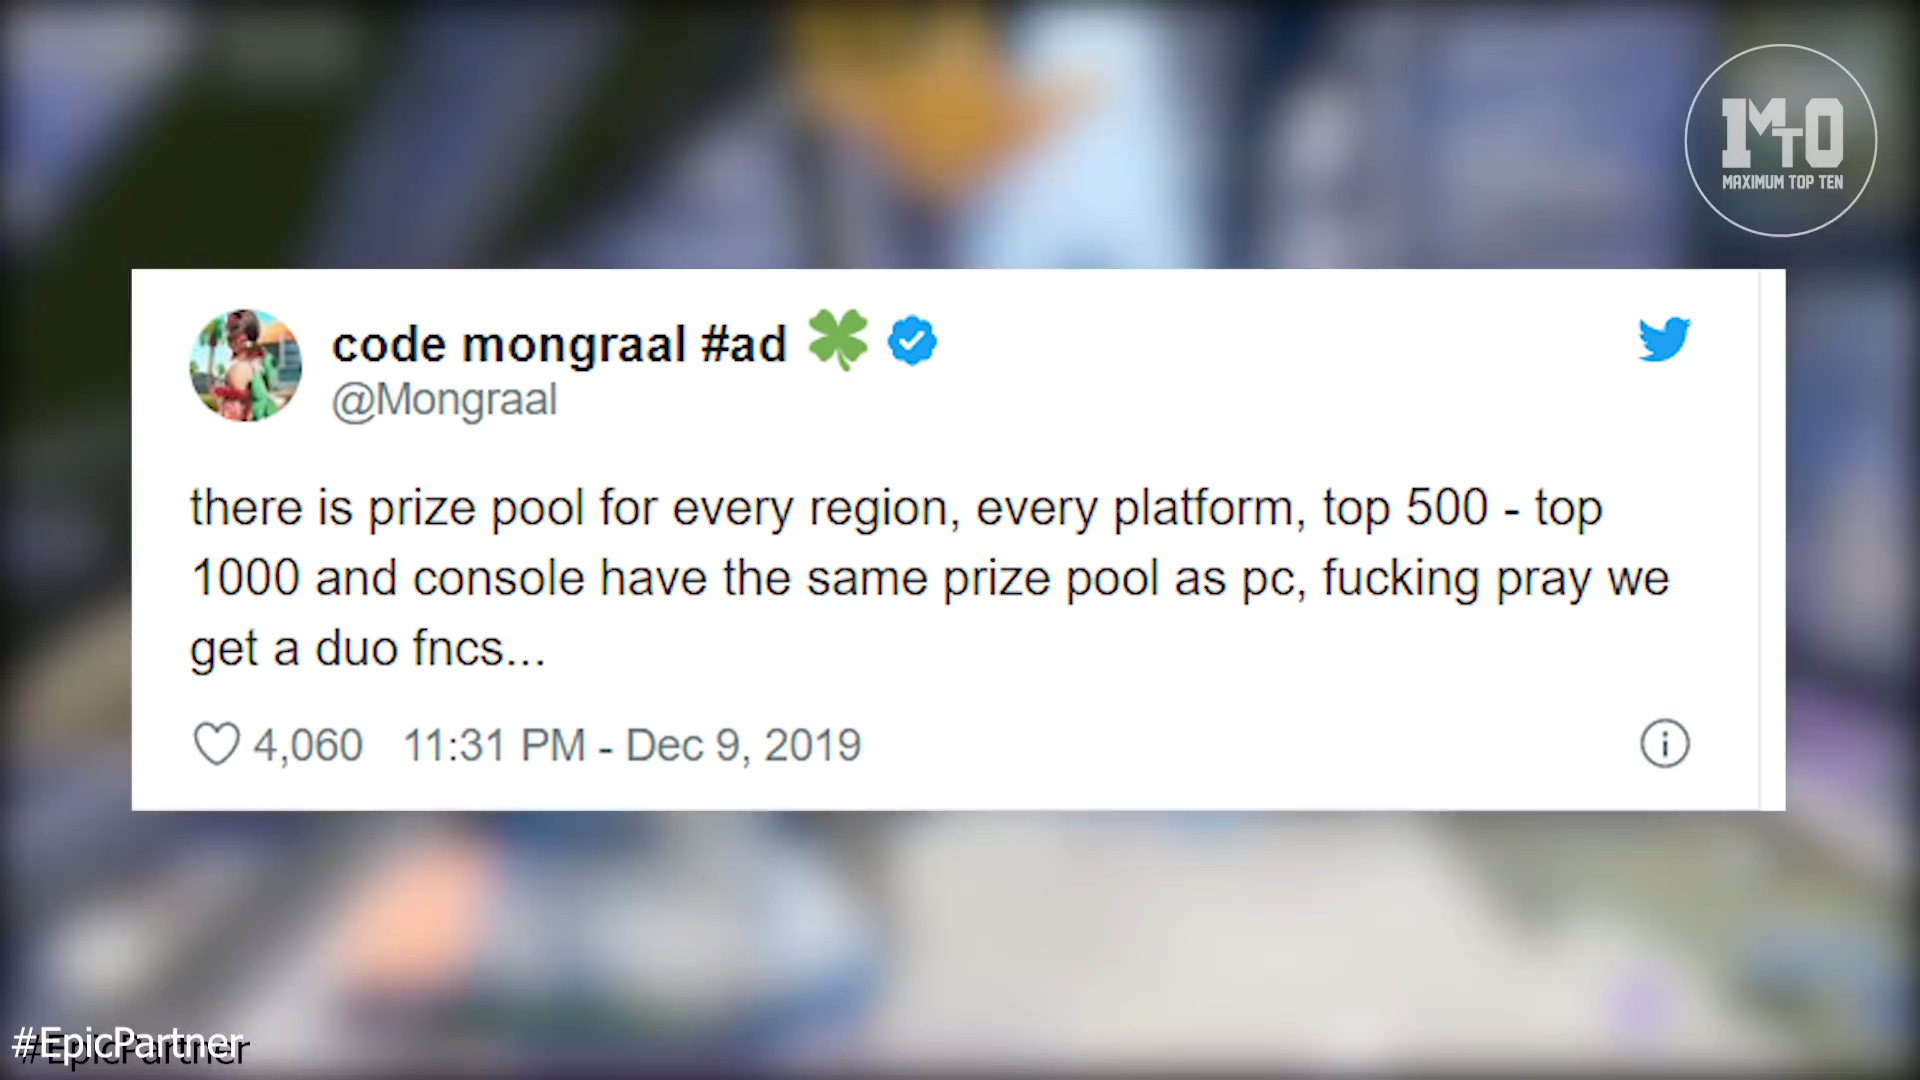 1MTO
MAXIMUM TOP TEN
code mongraal #ad
@Mongraal
there is prize pool for every region, every platform, top 500 - top
1000 and console have the same prize pool as pc, fucking pray we
get a duo fncs...
4,060 11:31 PM - Dec 9, 2019
#EpicPartner